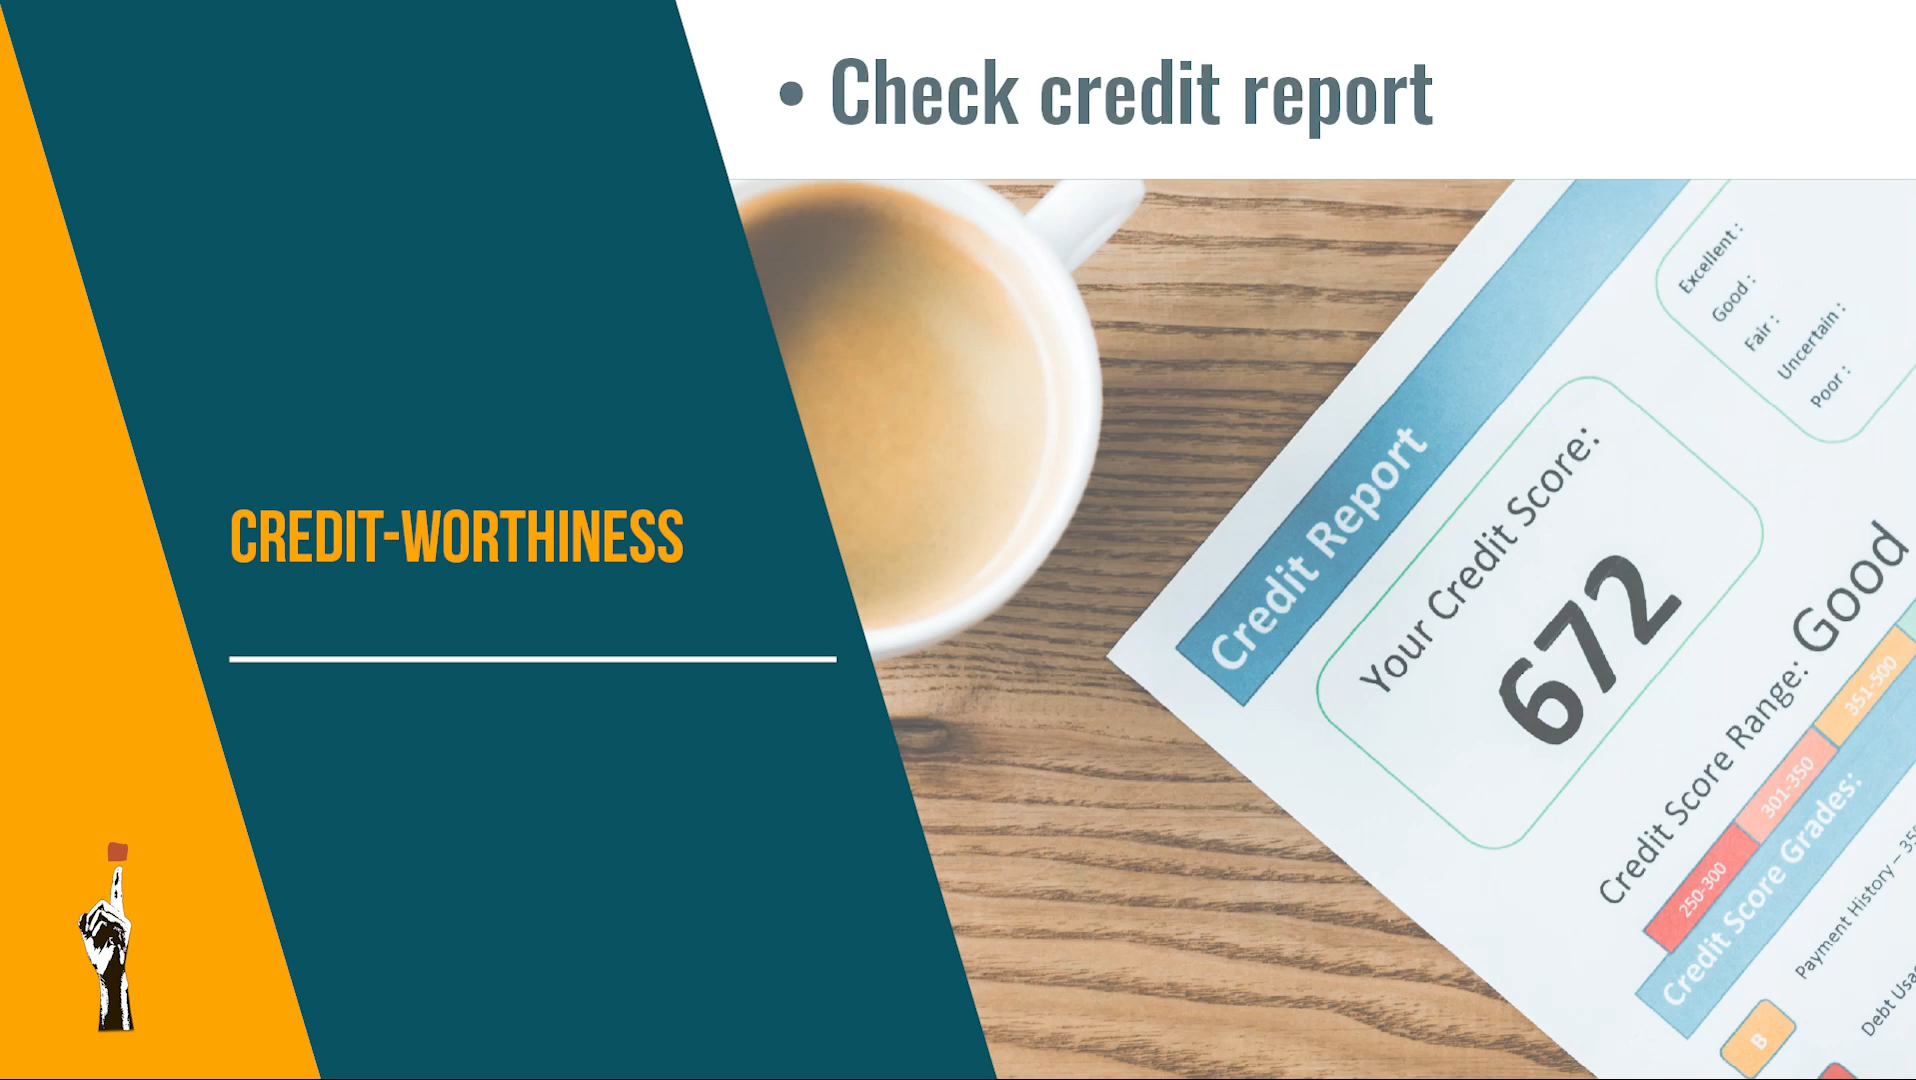 • Check credit report
CREDIT-WORTHINESS
Credit Report
Your Credit Score:
672
Credit Score Range: Good
250-300
301-350
351-500
Credit Score Grades:
Payment History – 35
B
Excellent :
Good :
Fair :
Uncertain :
Poor :